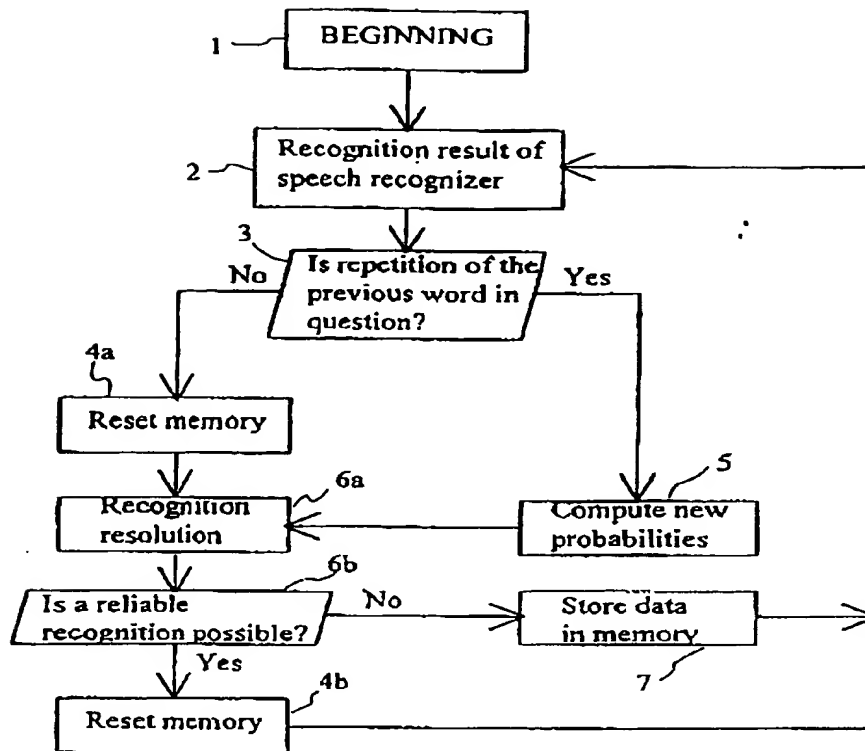 1
BEGINNING
2
Recognition result of
speech recognizer
3
No
Is repetition of the
previous word in
question?
Yes
4a
Reset memory
6a
Recognition
resolution
5
Compute new
probabilities
6b
Is a reliable
recognition possible?
No
Store data
in memory
7
Yes
4b
Reset memory